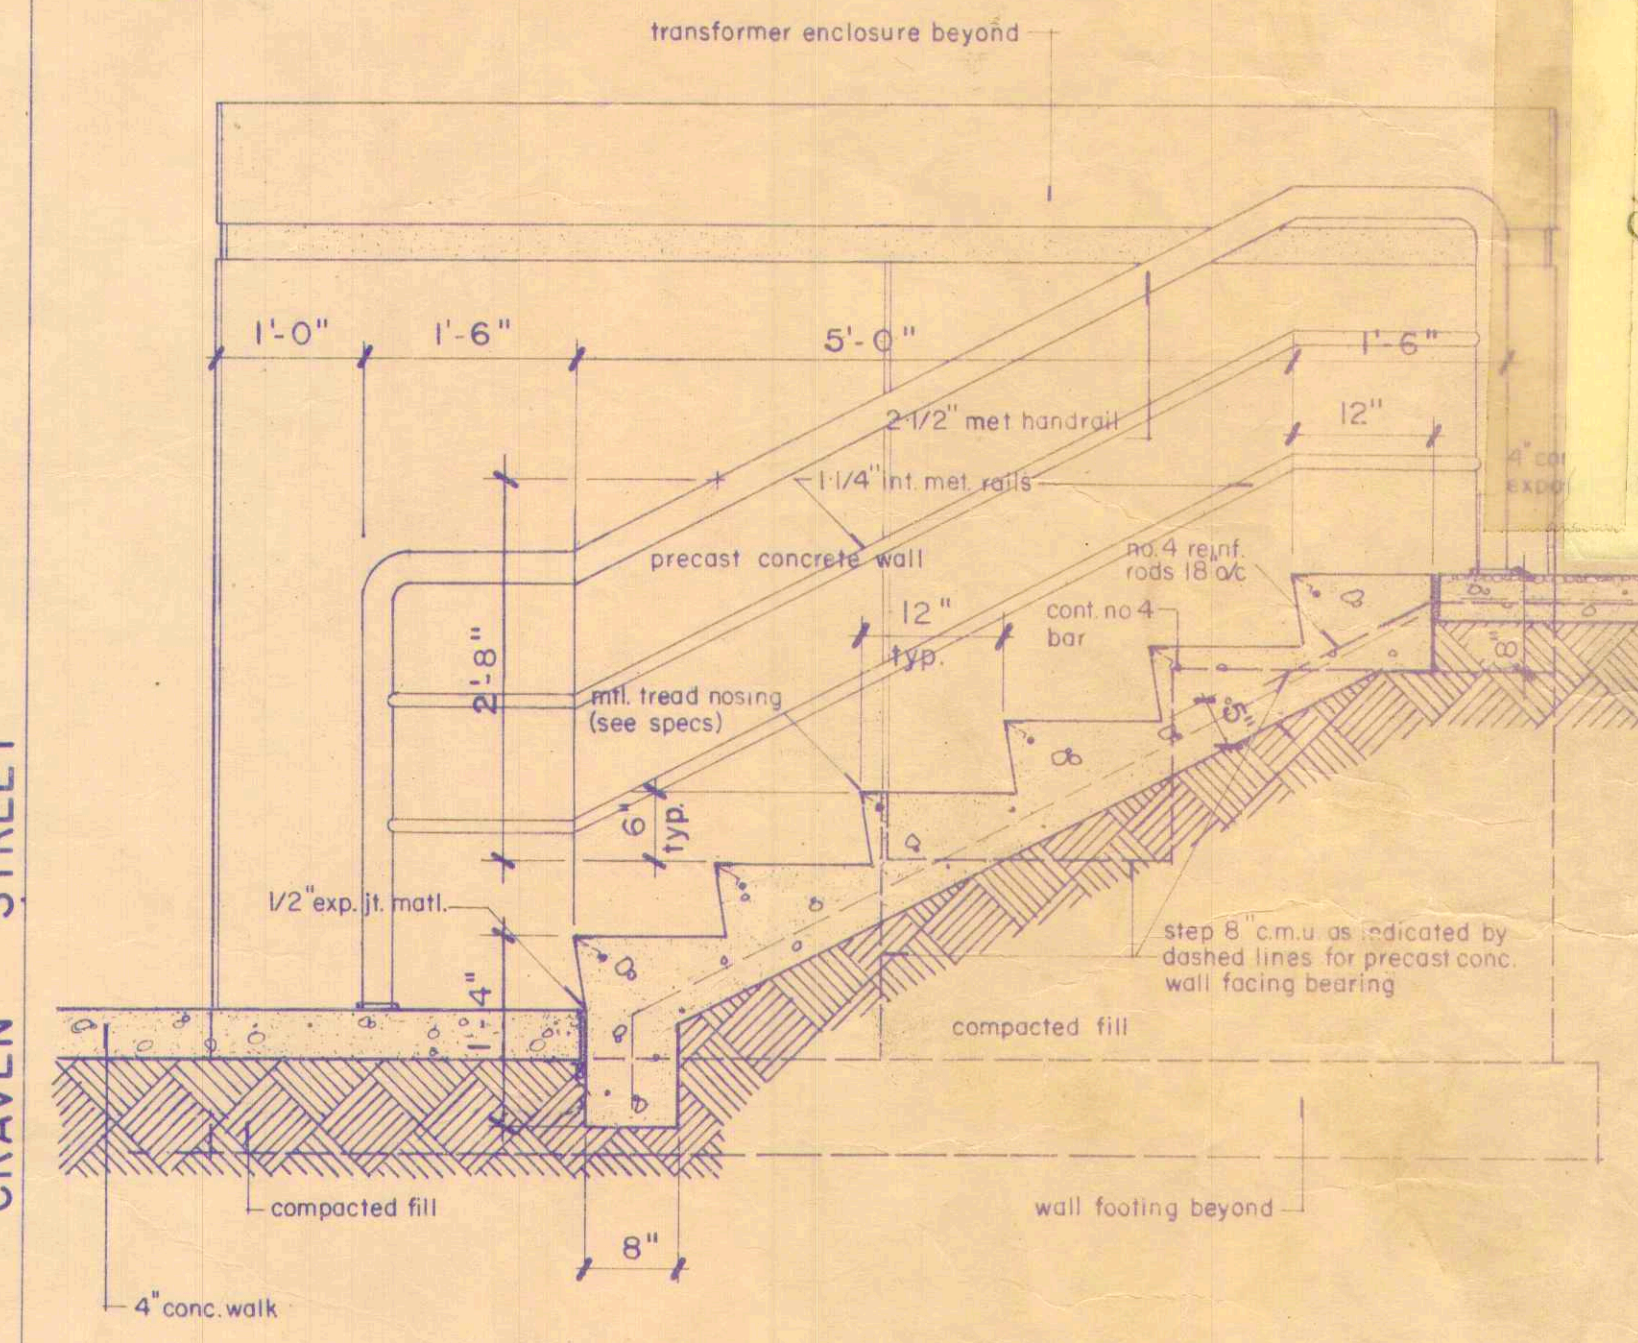 transformer enclosure beyond
1'-0"
1'-6"
5'-0"
1'-6"
12"
2-1/2" met handrail
1-1/4" int. met. rails
4" con
expo
precast concrete wall
no. 4 reinf.
rods 18" o/c
12"
typ.
cont. no 4
bar
8"
2'-8"
mtl. tread nosing
(see specs)
.5"
6"
typ.
1/2" exp. jt. matl.
step 8" c.m.u as indicated by
dashed lines for precast conc.
wall facing bearing
1'-4"
compacted fill
compacted fill
wall footing beyond
8"
4" conc. walk
CRAVEN STREET